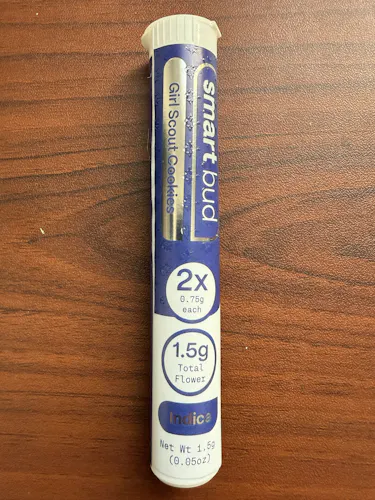 smart bud
Girl Scout Cookies
2x
0.75g
each
1.5g
Total
Flower
Indica
Net Wt 1.5g
(0.05oz)